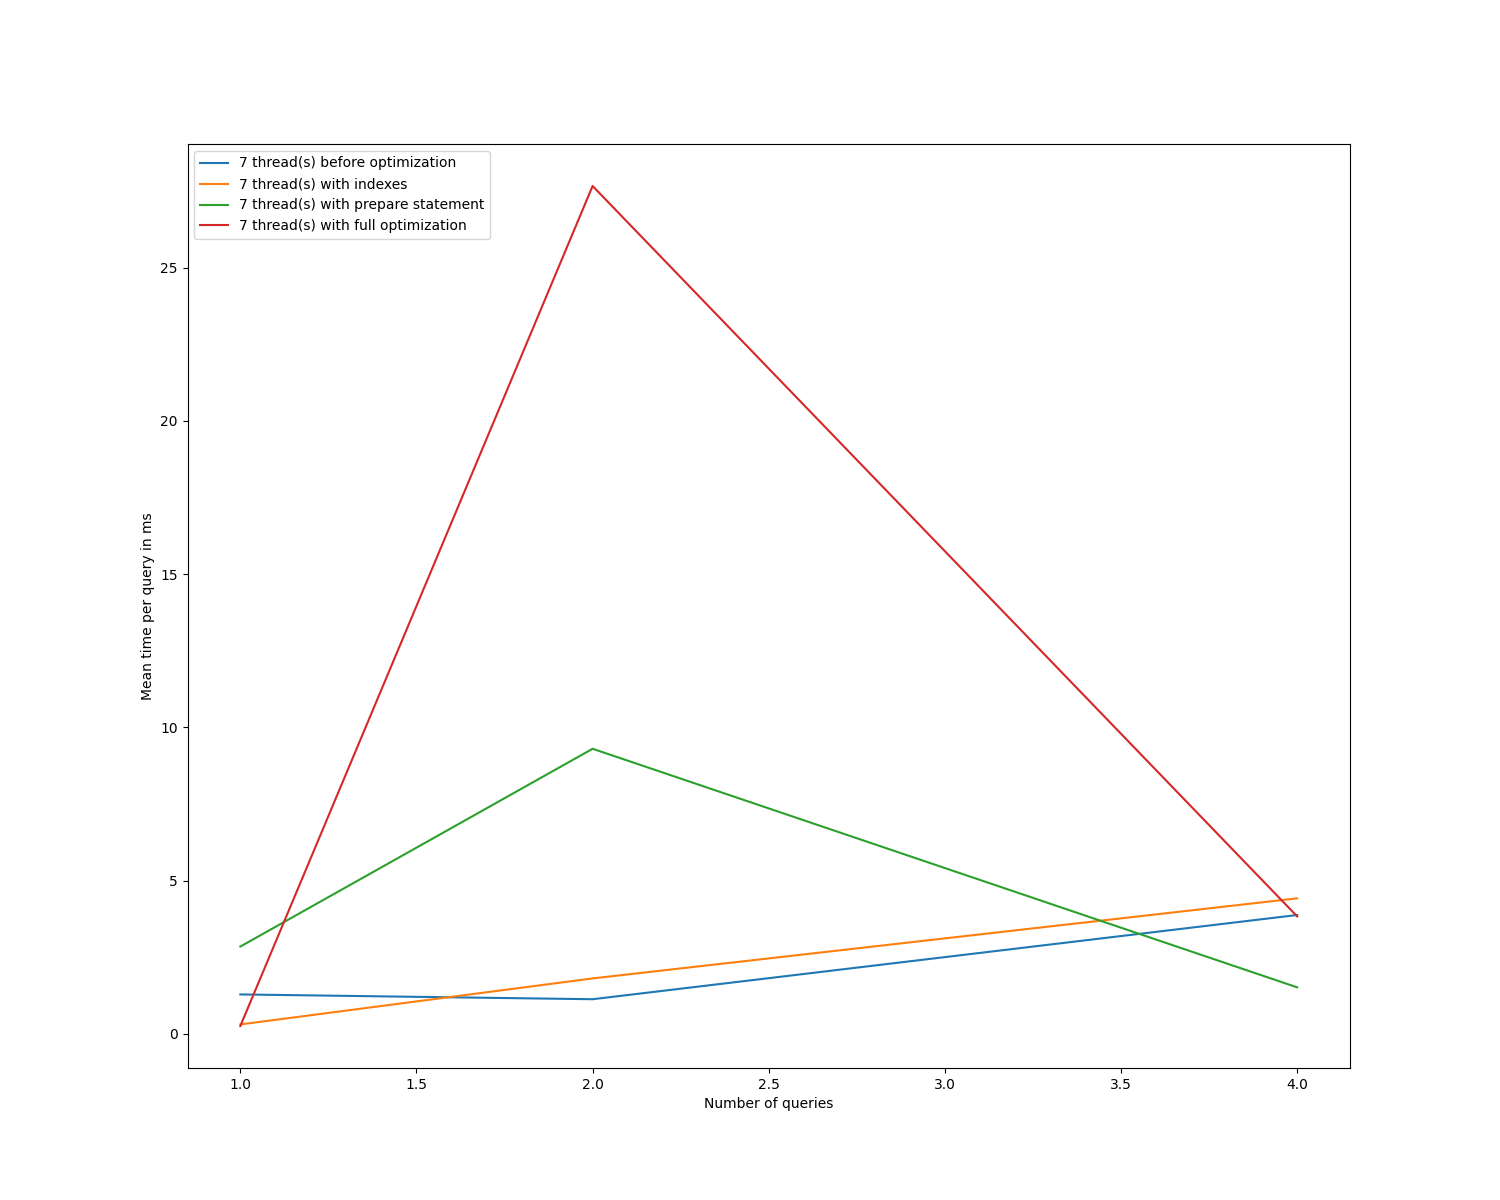 7 thread(s) before optimization
7 thread(s) with indexes
7 thread(s) with prepare statement
7 thread(s) with full optimization
Mean time per query in ms
25
20
15
10
5
0
1.0 1.5 2.0 2.5 3.0 3.5 4.0
Number of queries